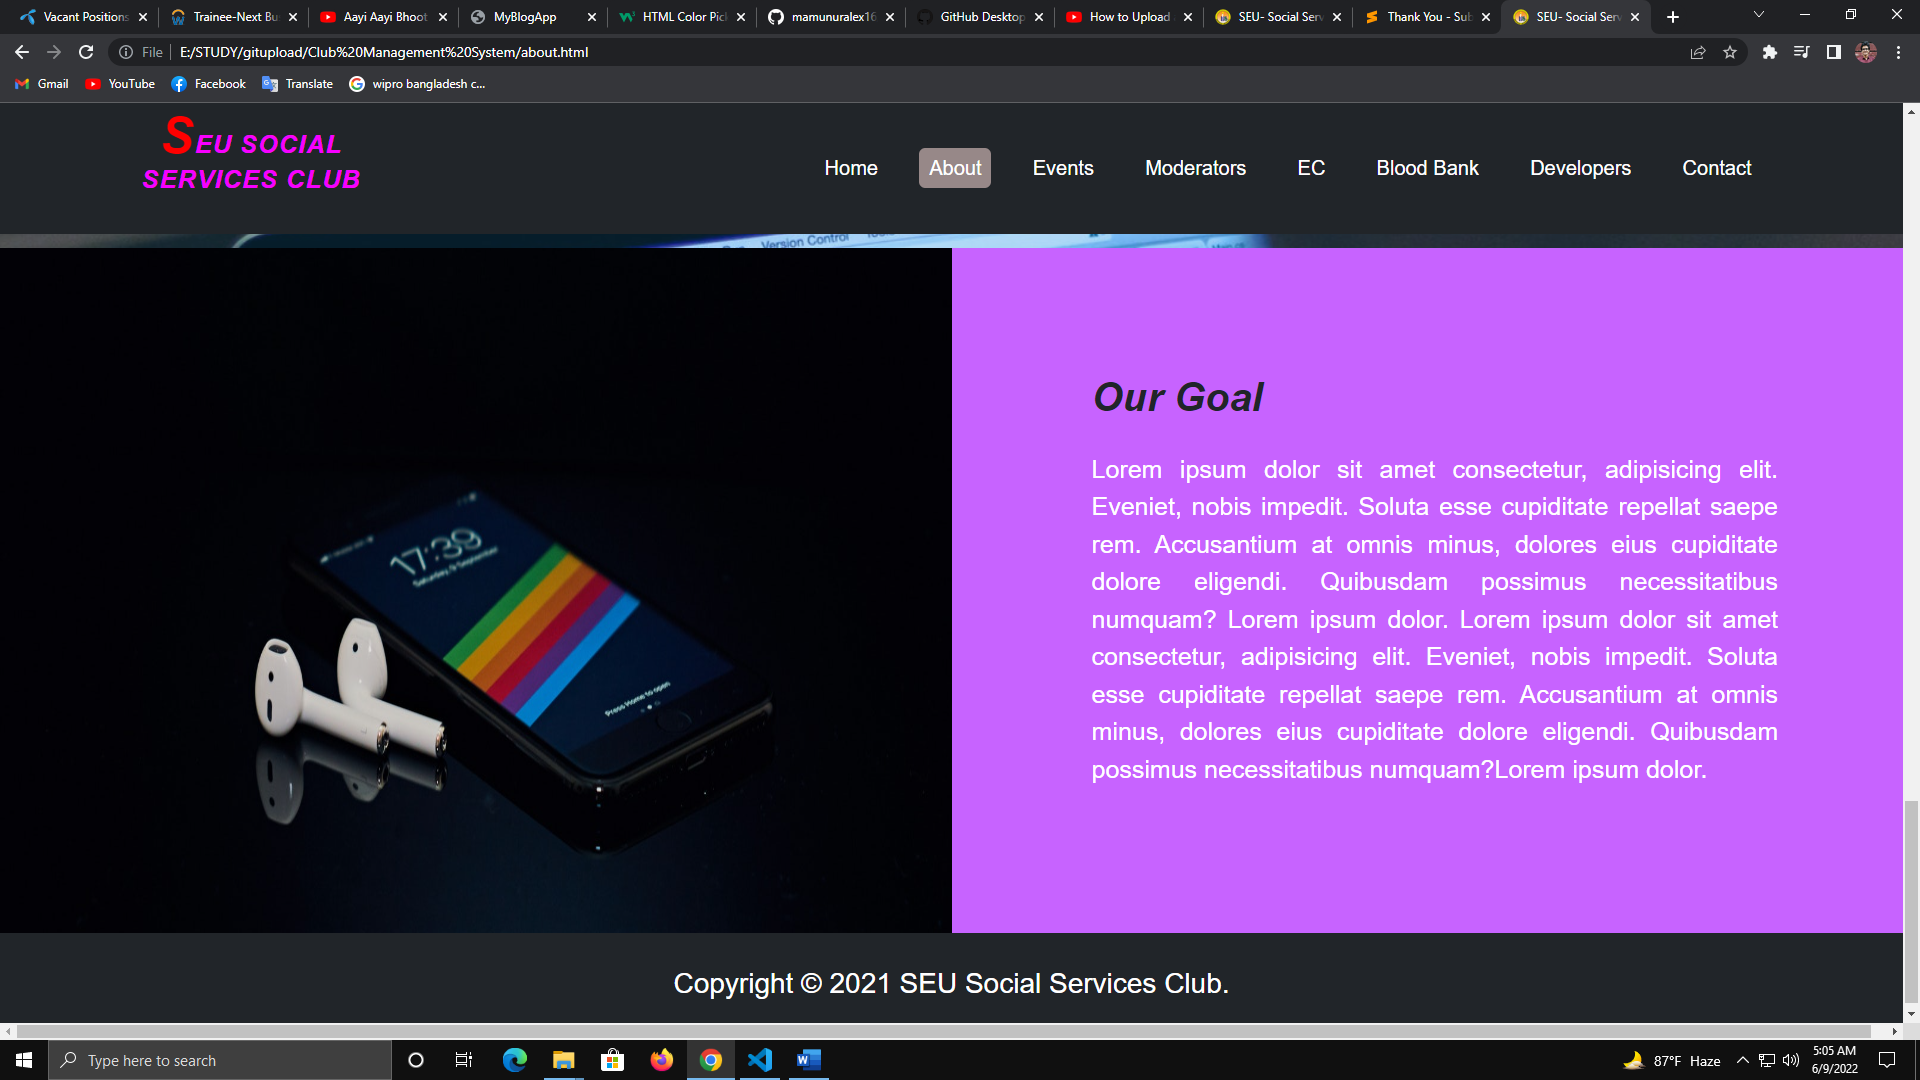 Vacant Positions
Trainee-Next Bu
Aayi Aayi Bhoot
MyBlogApp
HTML Color Pic
mamunuralex16
GitHub Desktop
How to Upload
SEU- Social Serv
Thank You - Sub
SEU- Social Serv
File
E:/STUDY/gitupload/Club%20Management%20System/about.html
Gmail
YouTube
Facebook
Translate
wipro bangladesh c...
SEU SOCIAL
SERVICES CLUB
Home
About
Events
Moderators
EC
Blood Bank
Developers
Contact
Version Control
17:39
Saturday, 9 September
Press Home to open
Our Goal
Lorem ipsum dolor sit amet consectetur, adipisicing elit.
Eveniet, nobis impedit. Soluta esse cupiditate repellat saepe
rem. Accusantium at omnis minus, dolores eius cupiditate
dolore eligendi. Quibusdam possimus necessitatibus
numquam? Lorem ipsum dolor. Lorem ipsum dolor sit amet
consectetur, adipisicing elit. Eveniet, nobis impedit. Soluta
esse cupiditate repellat saepe rem. Accusantium at omnis
minus, dolores eius cupiditate dolore eligendi. Quibusdam
possimus necessitatibus numquam?Lorem ipsum dolor.
Copyright © 2021 SEU Social Services Club.
Type here to search
87°F Haze
5:05 AM
6/9/2022